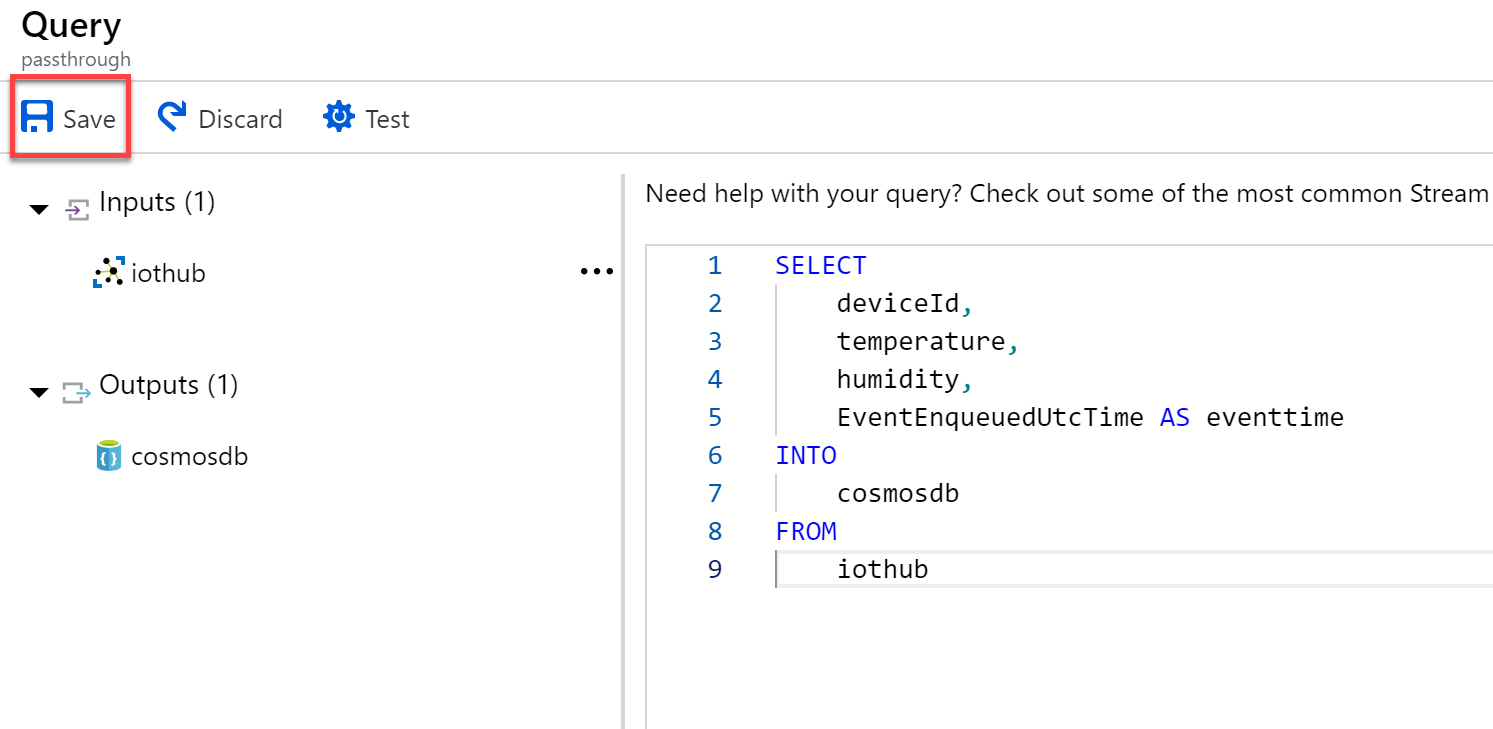 Query
passthrough
Save Discard Test
Inputs (1)
iothub
Outputs (1)
cosmosdb
Need help with your query? Check out some of the most common Stream
1 SELECT
2 deviceId,
3 temperature,
4 humidity,
5 EventEnqueuedUtcTime AS eventtime
6 INTO
7 cosmosdb
8 FROM
9 iothub